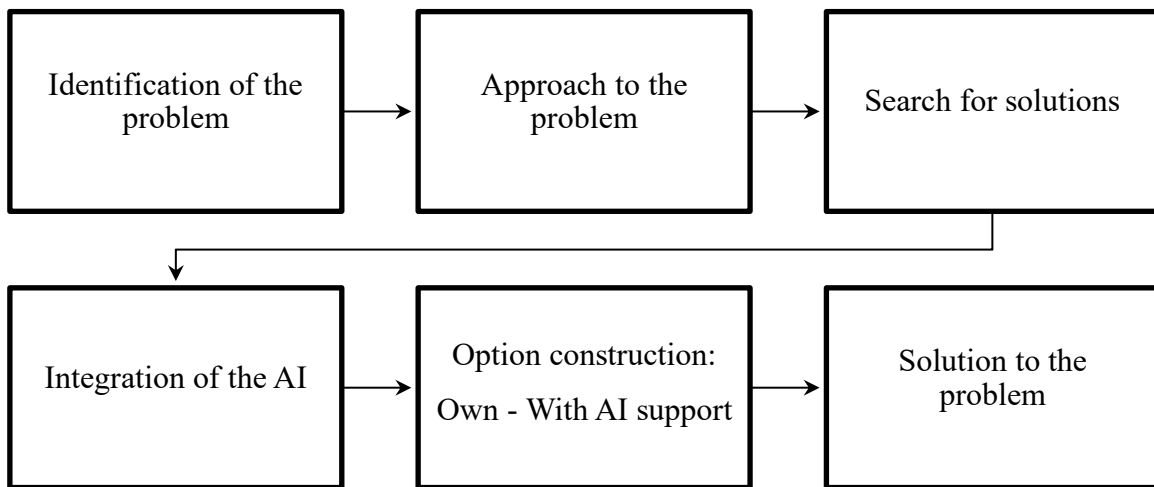 Identification of the
problem
Approach to the
problem
Search for solutions
Integration of the AI
Option construction:
Own - With AI support
Solution to the
problem